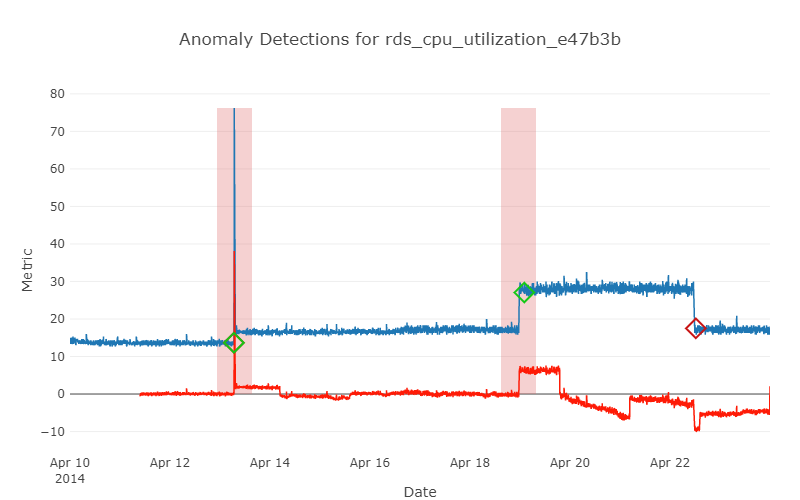 Anomaly Detections for rds_cpu_utilization_e47b3b
80
70
60
50
40
30
20
10
0
−10
Metric
Apr 10 Apr 12 Apr 14 Apr 16 Apr 18 Apr 20 Apr 22
2014
Date